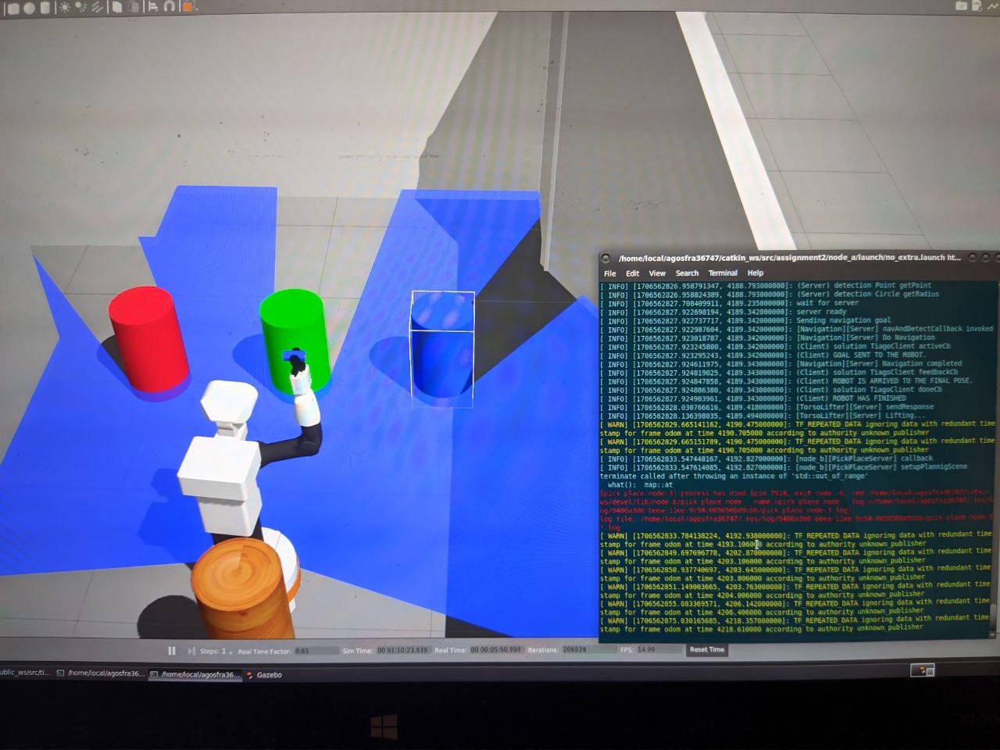 /home/local/agosfra36747/catkin_ws/src/assignment2/node_a/launch/no_extra.launch ht...
File Edit View Search Terminal Help
[ INFO] [1706562826.958791347, 4188.793000000]: (Server) detection Point getPoint
[ INFO] [1706562826.958824389, 4188.793000000]: (Server) detection Circle getRadius
[ INFO] [1706562827.708409911, 4189.235000000]: wait for server
[ INFO] [1706562827.922698194, 4189.342000000]: server ready
[ INFO] [1706562827.922737717, 4189.342000000]: Sending navigation goal
[ INFO] [1706562827.922987604, 4189.342000000]: [Navigation][Server] navAndDetectCallback invoked
[ INFO] [1706562827.923018787, 4189.342000000]: [Navigation][Server] Do Navigation
[ INFO] [1706562827.923245800, 4189.342000000]: (Client) solution TiagoClient activeCb
[ INFO] [1706562827.923295243, 4189.342000000]: (Client) GOAL SENT TO THE ROBOT.
[ INFO] [1706562827.924611975, 4189.343000000]: [Navigation][Server] Navigation completed
[ INFO] [1706562827.924819025, 4189.343000000]: (Client) solution TiagoClient feedbackCb
[ INFO] [1706562827.924847858, 4189.343000000]: (Client) ROBOT IS ARRIVED TO THE FINAL POSE.
[ INFO] [1706562827.924886380, 4189.343000000]: (Client) solution TiagoClient doneCb
[ INFO] [1706562827.924903961, 4189.343000000]: (Client) ROBOT HAS FINISHED
[ INFO] [1706562828.030766616, 4189.418000000]: [TorsoLifter][Server] sendResponse
[ INFO] [1706562828.136398035, 4189.494000000]: [TorsoLifter][Server] Lifting...
[ WARN] [1706562829.665141162, 4190.475000000]: TF_REPEATED_DATA ignoring data with redundant time
stamp for frame odom at time 4190.705000 according to authority unknown_publisher
[ WARN] [1706562829.665151789, 4190.475000000]: TF_REPEATED_DATA ignoring data with redundant time
stamp for frame odom at time 4190.705000 according to authority unknown_publisher
[ INFO] [1706562833.547448167, 4192.827000000]: [node_b][PickPlaceServer] callback
[ INFO] [1706562833.547614085, 4192.827000000]: [node_b][PickPlaceServer] setupPlannigScene
terminate called after throwing an instance of 'std::out_of_range'
what(): map::at
[pick_place_node-3] process has died [pid 7914, exit code -6, cmd /home/local/agosfra36747/catkin_
ws/devel/lib/node_b/pick_place_node __name:=pick_place_node __log:=/home/local/agosfra36747/.ros/l
log file: /home/local/agosfra36747/.ros/log/
* log
[ WARN] [1706562833.784138224, 4192.938000000]: TF_REPEATED_DATA ignoring data with redundant time
stamp for frame odom at time 4193.106000 according to authority unknown_publisher
[ WARN] [1706562849.697696778, 4202.878000000]: TF_REPEATED_DATA ignoring data with redundant time
stamp for frame odom at time 4203.106000 according to authority unknown_publisher
[ WARN] [1706562850.937740697, 4203.645000000]: TF_REPEATED_DATA ignoring data with redundant time
stamp for frame odom at time 4203.806000 according to authority unknown_publisher
[ WARN] [1706562851.149003665, 4203.763000000]: TF_REPEATED_DATA ignoring data with redundant time
stamp for frame odom at time 4204.006000 according to authority unknown_publisher
[ WARN] [1706562855.083369571, 4206.142000000]: TF_REPEATED_DATA ignoring data with redundant time
stamp for frame odom at time 4206.406000 according to authority unknown_publisher
[ WARN] [1706562875.030165685, 4218.357000000]: TF_REPEATED_DATA ignoring data with redundant time
stamp for frame odom at time 4218.610000 according to authority unknown_publisher
Steps: 1 Real Time Factor: 0.61 Sim Time: 00 01:10:23.838 Real Time: 00 00:05:50.993 Iterations: 206834 FPS: 14.99 Reset Time
ublic_ws/src/ti... /home/local/agosfra36... /home/local/agosfra36... Gazebo